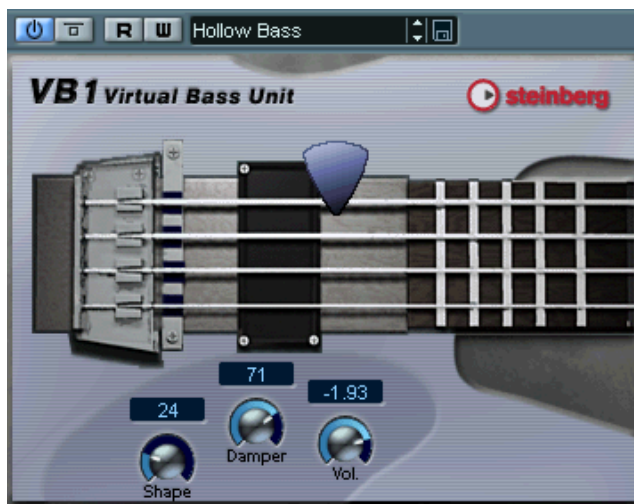 R W Hollow Bass
VB1 Virtual Bass Unit
steinberg
71
-1.93
24
Damper
Vol.
Shape